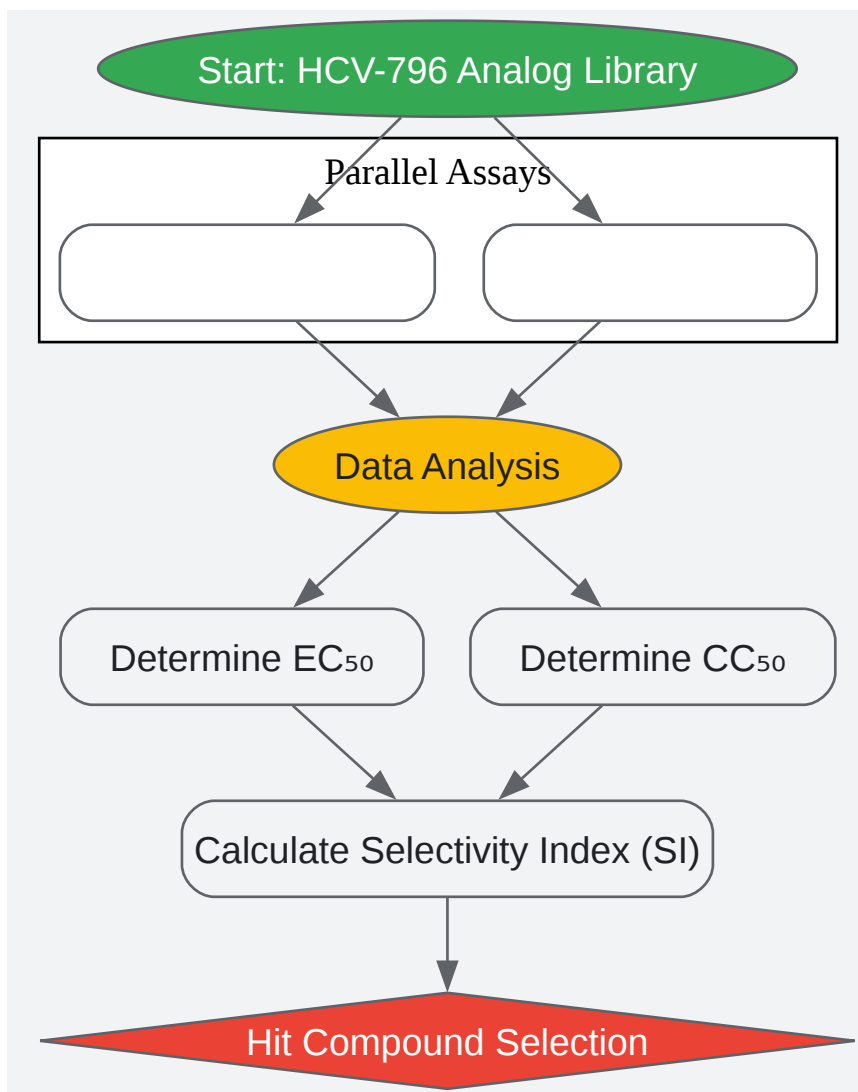 Start: HCV-796 Analog Library
Parallel Assays
Data Analysis
Determine EC₅₀
Determine CC₅₀
Calculate Selectivity Index (SI)
Hit Compound Selection